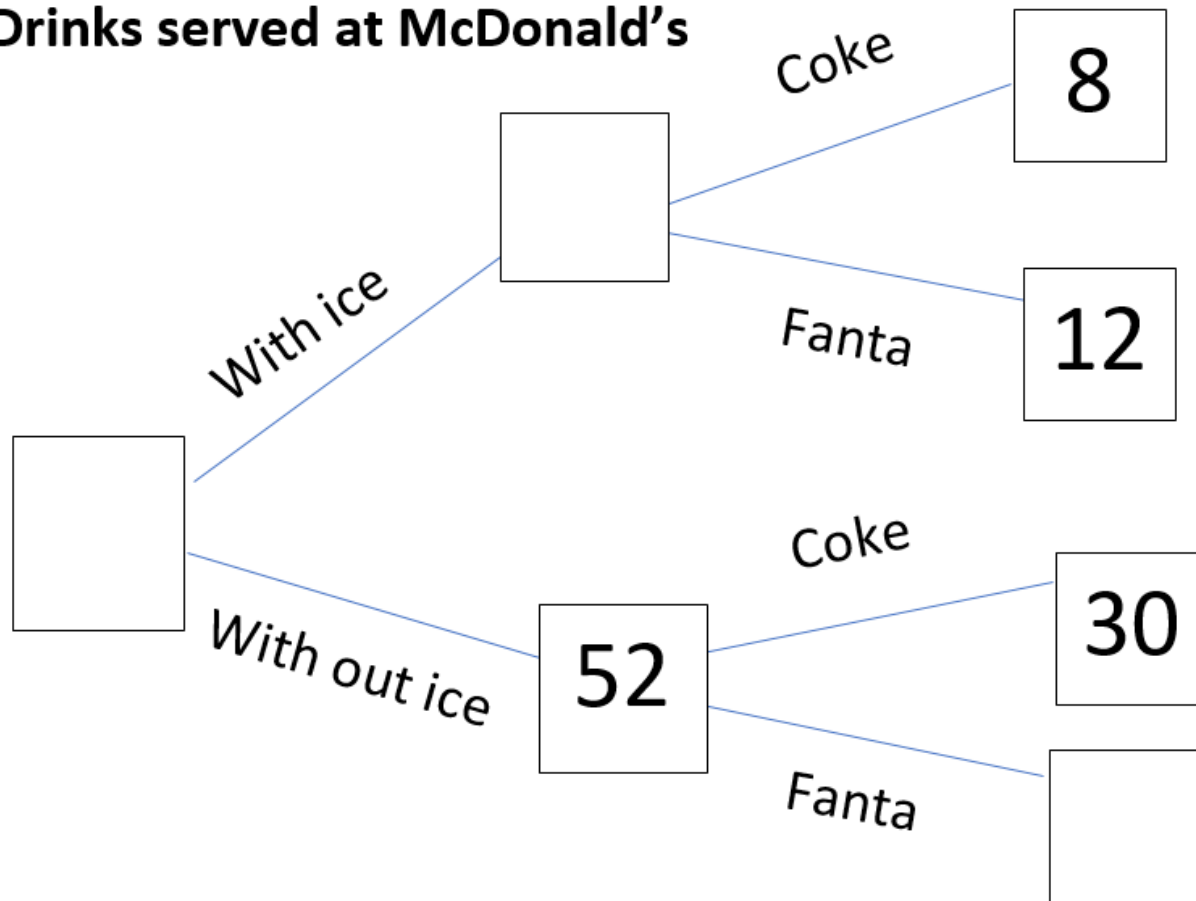 Drinks served at McDonald’s
Coke
8
With ice
Fanta
12
Coke
30
With out ice
52
Fanta